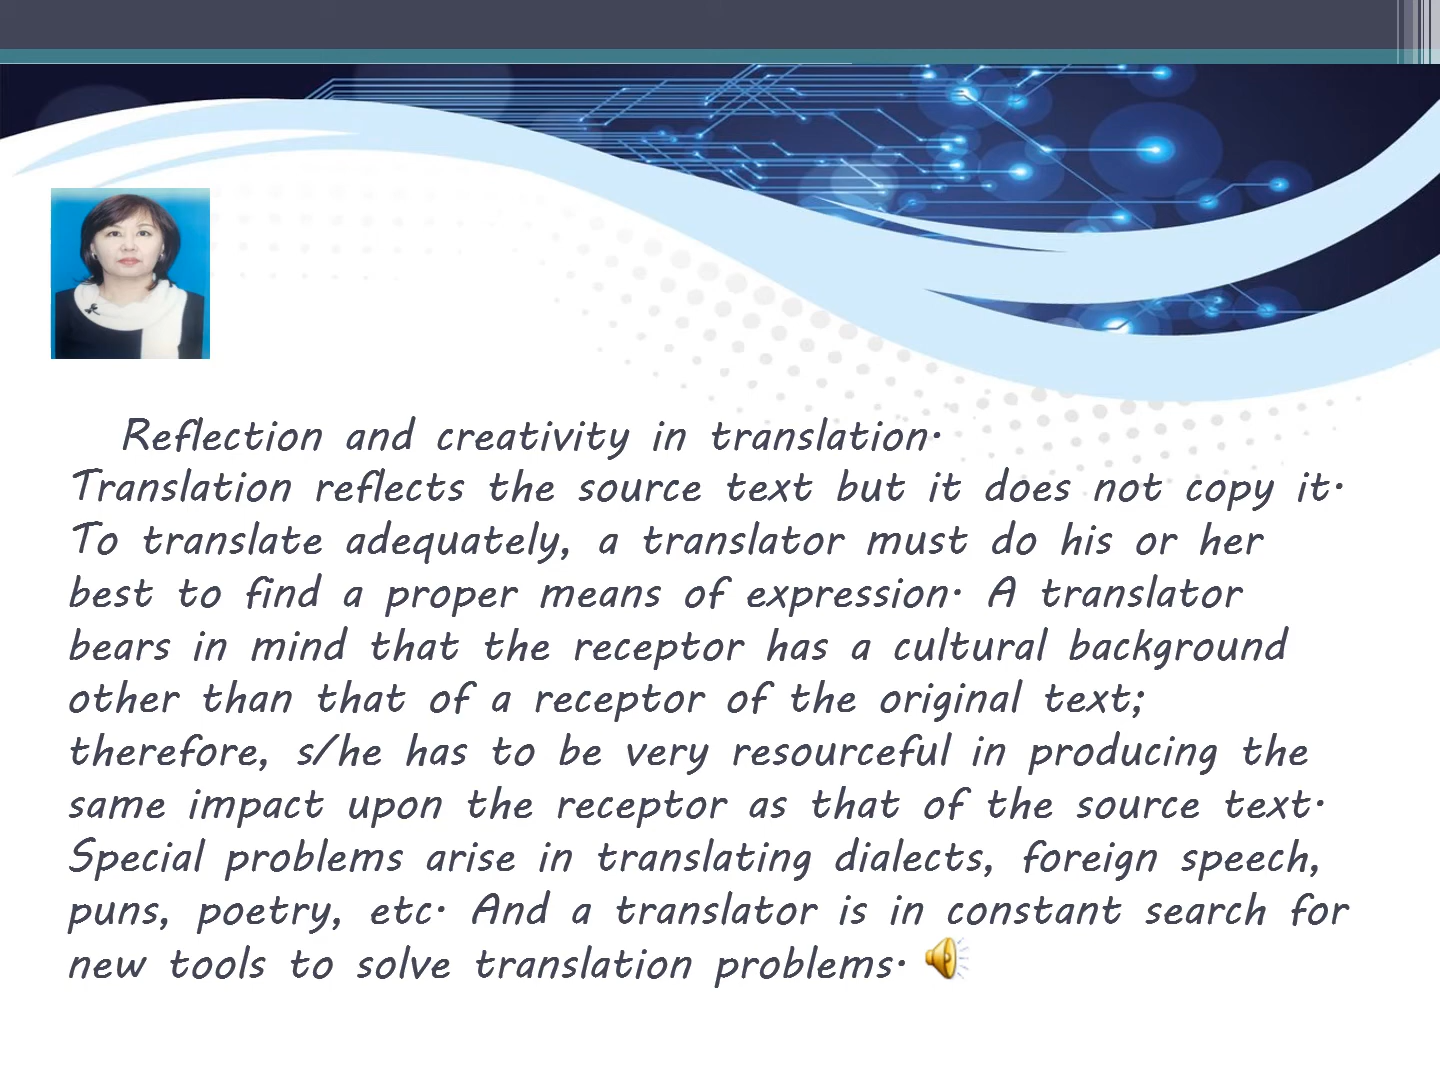 Reflection and creativity in translation.
Translation reflects the source text but it does not copy it.
To translate adequately, a translator must do his or her
best to find a proper means of expression. A translator
bears in mind that the receptor has a cultural background
other than that of a receptor of the original text;
therefore, s/he has to be very resourceful in producing the
same impact upon the receptor as that of the source text.
Special problems arise in translating dialects, foreign speech,
puns, poetry, etc. And a translator is in constant search for
new tools to solve translation problems.